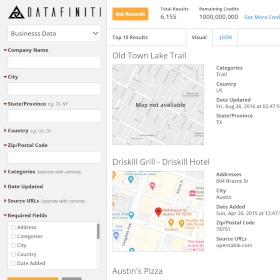 DATAFINITI
Business Data
Company Name
City
State/Province e.g. TX, NY
Country e.g. US, CA
Zip/Postal Code
Categories Separate with commas
Date Updated
Source URLs Separate with commas
Required Fields
Address
Categories
City
Country
Date Added
Get Records
Total Results
6,155
Remaining Credits
1000,000,000
Get More Cred
Top 10 Results
Visual
JSON
Old Town Lake Trail
Map not available
Categories
Trail
Country
US
Date Updated
Fri, Aug 26, 2016 at 02:47:5
State/Province
TX
Driskill Grill - Driskill Hotel
Addresses
604 Brazos St
City
Austin
Date Added
Sun, Apr 26, 2015 at 12:47:
Zip/Postal Code
78701
Source URLs
opentable.com
Austin's Pizza